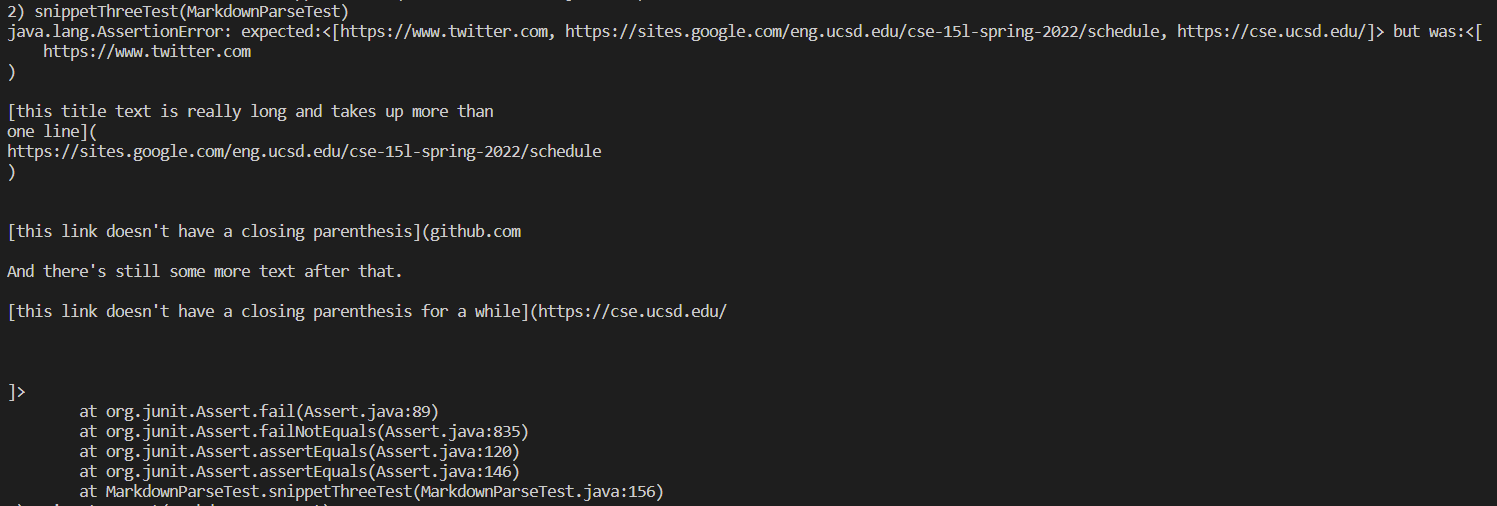 2) snippetThreeTest(MarkdownParseTest)
java.lang.AssertionError: expected:<[https://www.twitter.com, https://sites.google.com/eng.ucsd.edu/cse-15l-spring-2022/schedule, https://cse.ucsd.edu/]> but was:<[
    https://www.twitter.com
)
[this title text is really long and takes up more than
one line](
https://sites.google.com/eng.ucsd.edu/cse-15l-spring-2022/schedule
)
[this link doesn't have a closing parenthesis](github.com
And there's still some more text after that.
[this link doesn't have a closing parenthesis for a while](https://cse.ucsd.edu/
]>
        at org.junit.Assert.fail(Assert.java:89)
        at org.junit.Assert.failNotEquals(Assert.java:835)
        at org.junit.Assert.assertEquals(Assert.java:120)
        at org.junit.Assert.assertEquals(Assert.java:146)
        at MarkdownParseTest.snippetThreeTest(MarkdownParseTest.java:156)